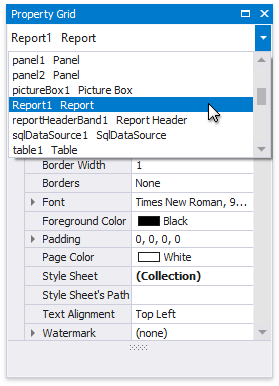 Property Grid
Report1 Report
panel1 Panel
panel2 Panel
pictureBox1 Picture Box
Report1 Report
reportHeaderBand1 Report Header
sqlDataSource1 SqlDataSource
table1 Table
Border Width 1
Borders None
Font Times New Roman, 9...
Foreground Color Black
Padding 0, 0, 0, 0
Page Color White
Style Sheet (Collection)
Style Sheet's Path
Text Alignment Top Left
Watermark (none)